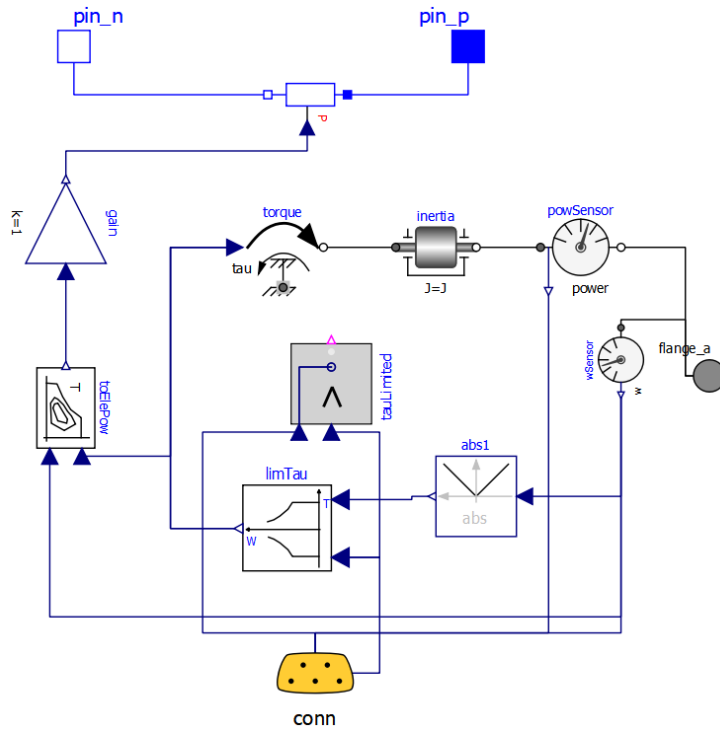 pin_n
pin_p
P
gain
k=1
torque
tau
inertia
J=J
powSensor
power
wSensor
w
flange_a
toElePow
T
tauLimited
<
limTau
T
W
abs1
abs
conn